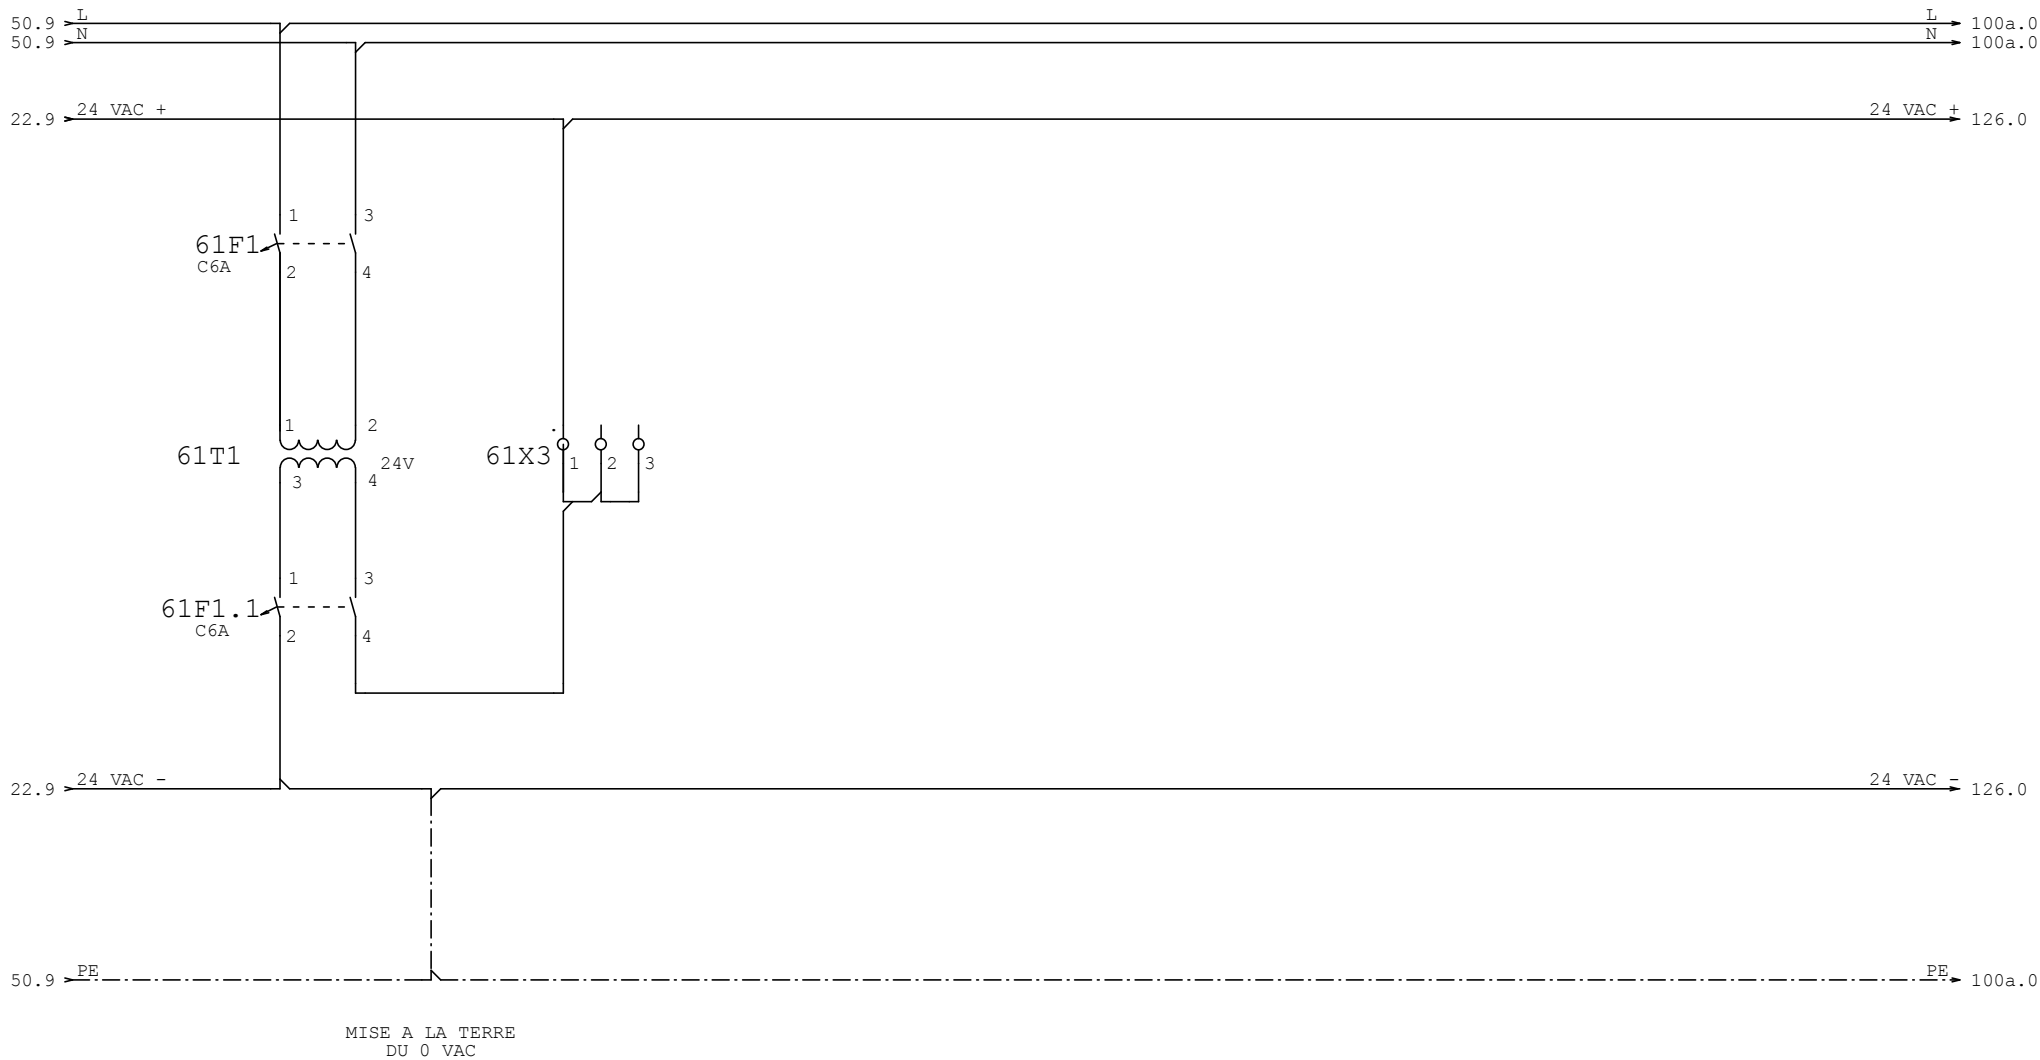 L
50.9
L
100a.0
N
50.9
N
100a.0
24 VAC +
22.9
24 VAC +
126.0
1
3
61F1
C6A
2
4
1
2
61T1
24V
3
4
.
61X3
1
2
3
1
3
61F1.1
C6A
2
4
24 VAC -
22.9
24 VAC -
126.0
PE
50.9
PE
100a.0
MISE A LA TERRE
DU 0 VAC